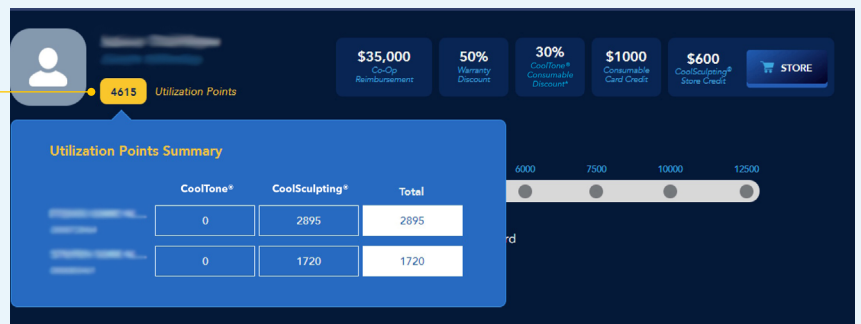 $35,000
Co-Op
Reimbursement
50%
Warranty
Discount
30%
CoolTone®
Consumable
Discount*
$1000
Consumable
Card Credit
$600
CoolSculpting®
Store Credit
STORE
4615 Utilization Points
Utilization Points Summary
6000 7500 10000 12500
CoolTone® CoolSculpting® Total
0 2895 2895
rd
0 1720 1720